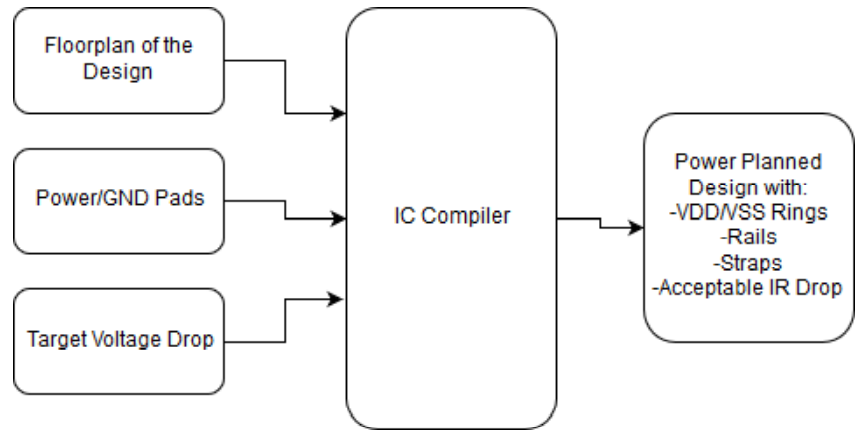 Floorplan of the
Design
Power/GND Pads
Target Voltage Drop
IC Compiler
Power Planned
Design with:
-VDD/VSS Rings
-Rails
-Straps
-Acceptable IR Drop